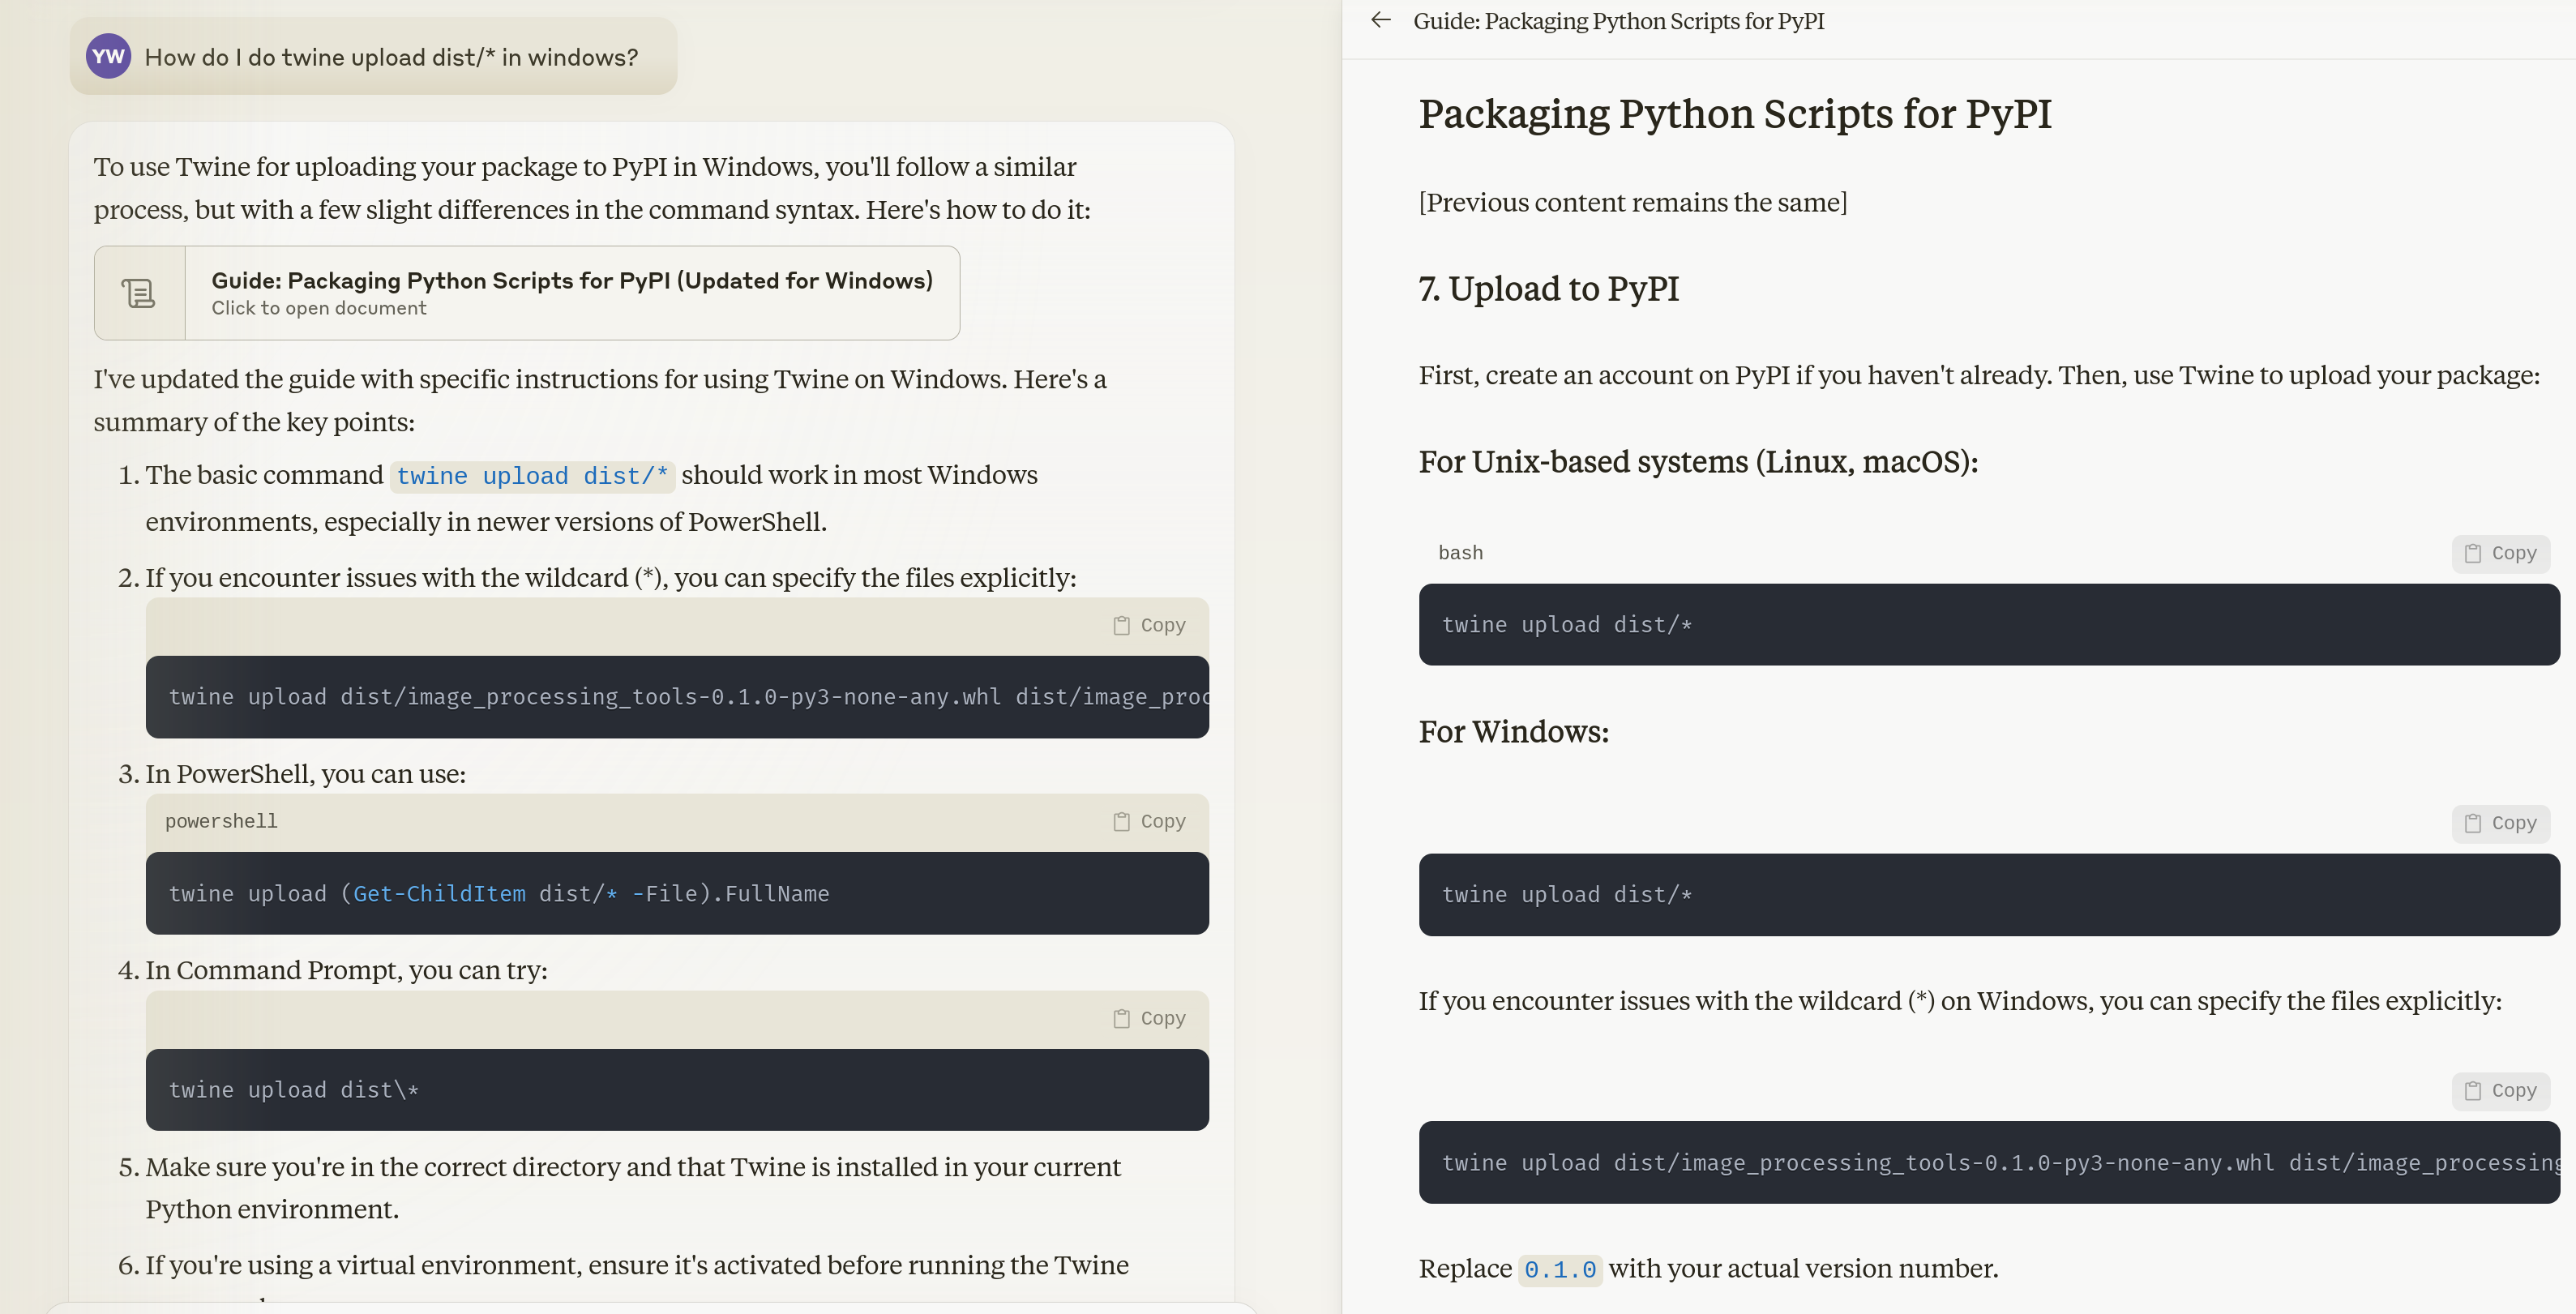 YW
How do I do twine upload dist/* in windows?
To use Twine for uploading your package to PyPI in Windows, you'll follow a similar
process, but with a few slight differences in the command syntax. Here's how to do it:
Guide: Packaging Python Scripts for PyPI (Updated for Windows)
Click to open document
I've updated the guide with specific instructions for using Twine on Windows. Here's a
summary of the key points:
1. The basic command twine upload dist/* should work in most Windows
environments, especially in newer versions of PowerShell.
2. If you encounter issues with the wildcard (*), you can specify the files explicitly:
Copy
twine upload dist/image_processing_tools-0.1.0-py3-none-any.whl dist/image_proc
3. In PowerShell, you can use:
powershell
Copy
twine upload (Get-ChildItem dist/* -File).FullName
4. In Command Prompt, you can try:
Copy
twine upload dist\*
5. Make sure you're in the correct directory and that Twine is installed in your current
Python environment.
6. If you're using a virtual environment, ensure it's activated before running the Twine
Guide: Packaging Python Scripts for PyPI
Packaging Python Scripts for PyPI
[Previous content remains the same]
7. Upload to PyPI
First, create an account on PyPI if you haven't already. Then, use Twine to upload your package:
For Unix-based systems (Linux, macOS):
bash
Copy
twine upload dist/*
For Windows:
Copy
twine upload dist/*
If you encounter issues with the wildcard (*) on Windows, you can specify the files explicitly:
Copy
twine upload dist/image_processing_tools-0.1.0-py3-none-any.whl dist/image_processing
Replace 0.1.0 with your actual version number.